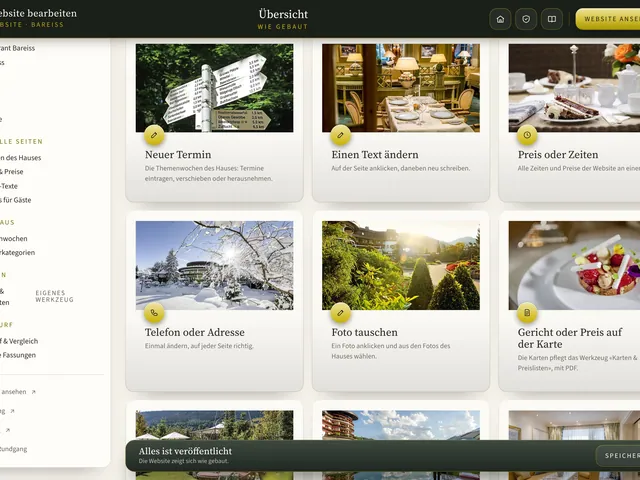 ebsite bearbeiten
BSITE · BAREISS
Übersicht
WIE GEBAUT
WEBSITE ANSE
rant Bareiss
ss
e
LLE SEITEN
n des Hauses
& Preise
-Texte
s für Gäste
AUS
nwochen
rkategorien
N
&
ten
EIGENES
WERKZEUG
URF
f & Vergleich
e Fassungen
ansehen
ng
Rundgang
Neuer Termin
Die Themenwochen des Hauses: Termine
eintragen, verschieben oder herausnehmen.
Einen Text ändern
Auf der Seite anklicken, daneben neu schreiben.
Preis oder Zeiten
Alle Zeiten und Preise der Website an eine
Telefon oder Adresse
Einmal ändern, auf jeder Seite richtig.
Foto tauschen
Ein Foto anklicken und aus den Fotos des
Hauses wählen.
Gericht oder Preis auf
der Karte
Die Karten pflegt das Werkzeug «Karten &
Preislisten», mit PDF.
Alles ist veröffentlicht
Die Website zeigt sich wie gebaut.
SPEICHER